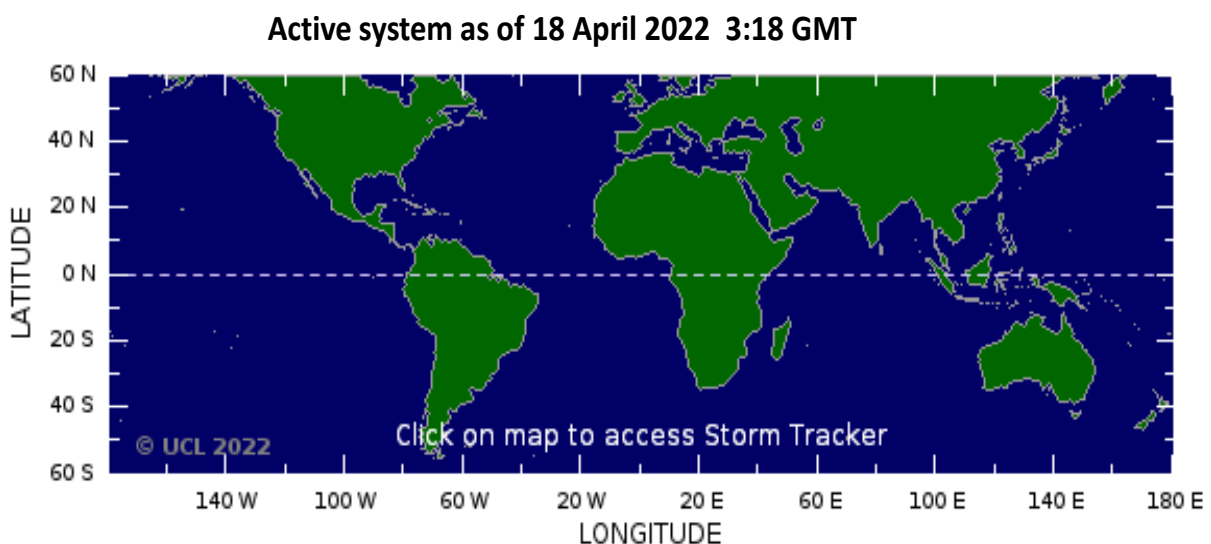 Active system as of 18 April 2022 3:18 GMT
60 N
40 N
20 N
0 N
20 S
40 S
60 S
LATITUDE
Click on map to access Storm Tracker
© UCL 2022
140 W 100 W 60 W 20 W 20 E 60 E 100 E 140 E 180 E
LONGITUDE